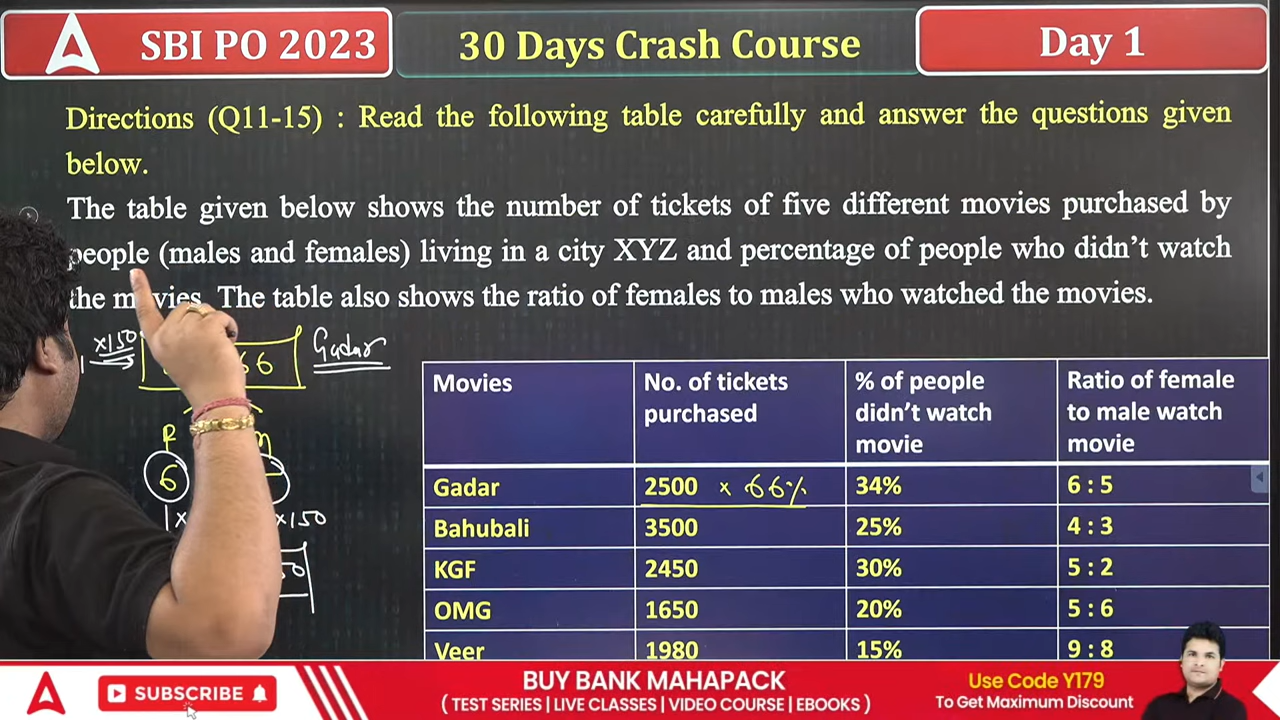 SBI PO 2023
30 Days Crash Course
Day 1
Directions (Q11-15) : Read the following table carefully and answer the questions given
below.
The table given below shows the number of tickets of five different movies purchased by
people (males and females) living in a city XYZ and percentage of people who didn't watch
the movies. The table also shows the ratio of females to males who watched the movies.
×150
Gadar
Movies No. of tickets purchased % of people didn't watch movie Ratio of female to male watch movie
Gadar 2500 × 66% 34% 6 : 5
Bahubali 3500 25% 4 : 3
KGF 2450 30% 5 : 2
OMG 1650 20% 5 : 6
Veer 1980 15% 9 : 8
6
×150
SUBSCRIBE
BUY BANK MAHAPACK
( TEST SERIES | LIVE CLASSES | VIDEO COURSE | EBOOKS )
Use Code Y179
To Get Maximum Discount